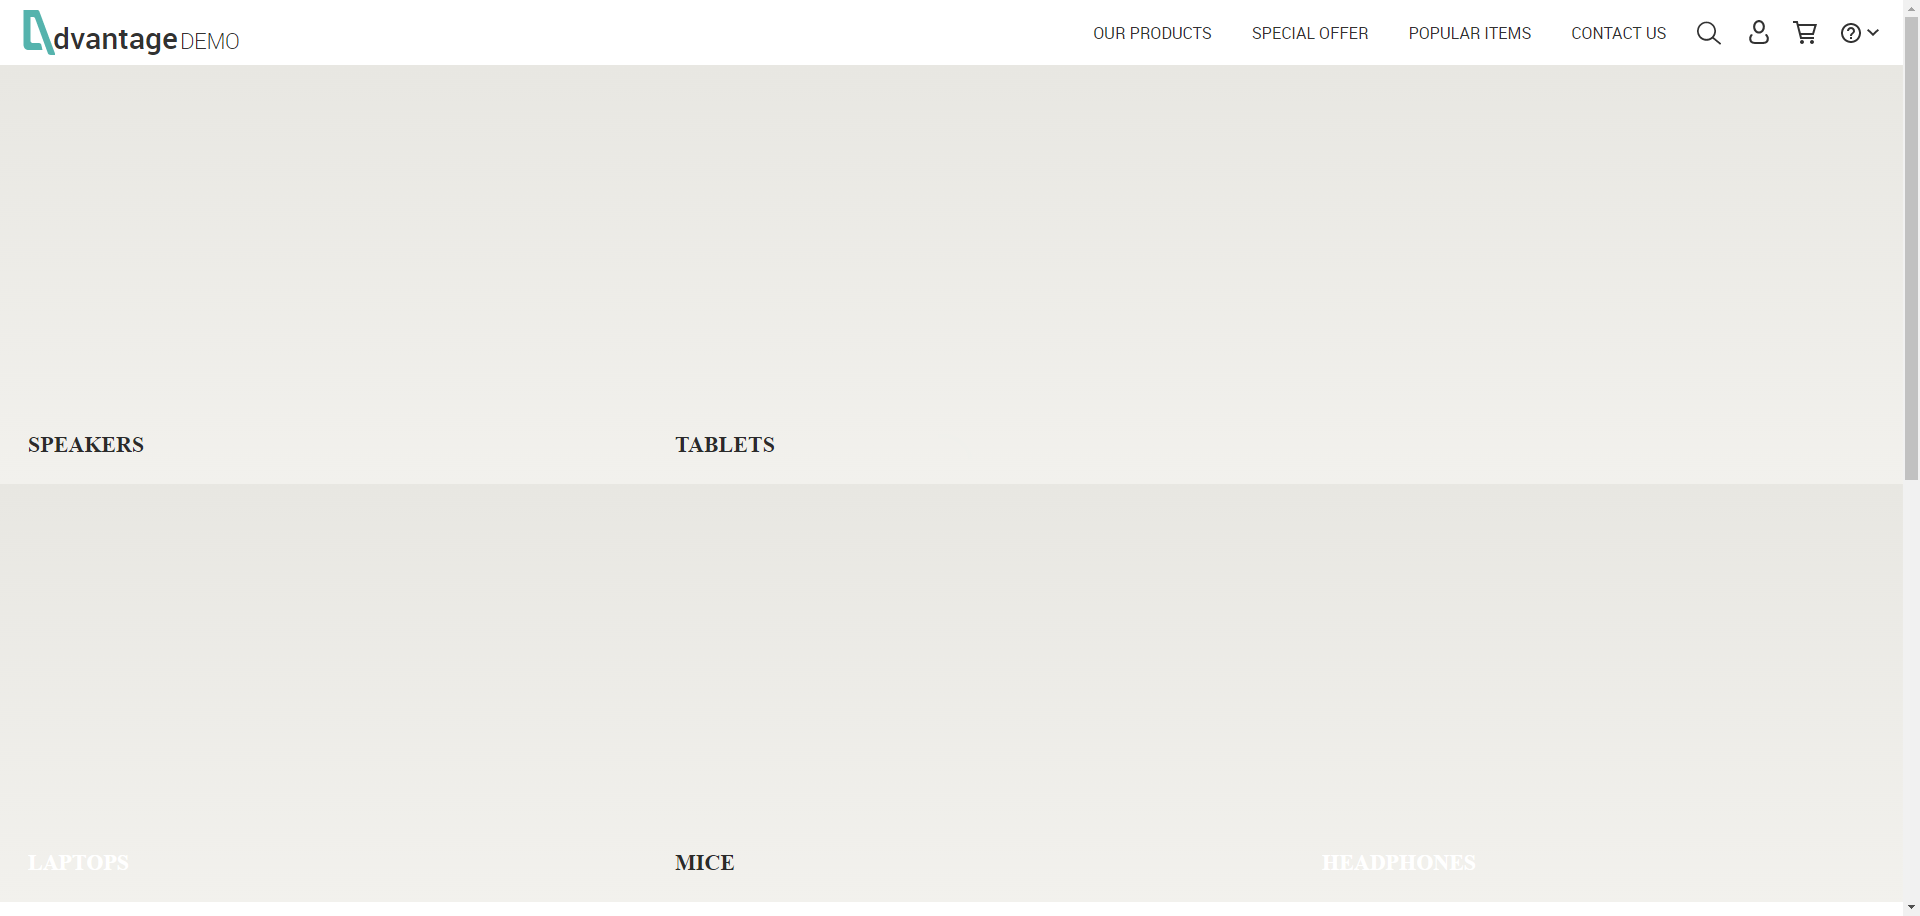 dvantage DEMO
OUR PRODUCTS SPECIAL OFFER POPULAR ITEMS CONTACT US
SPEAKERS TABLETS
LAPTOPS MICE HEADPHONES